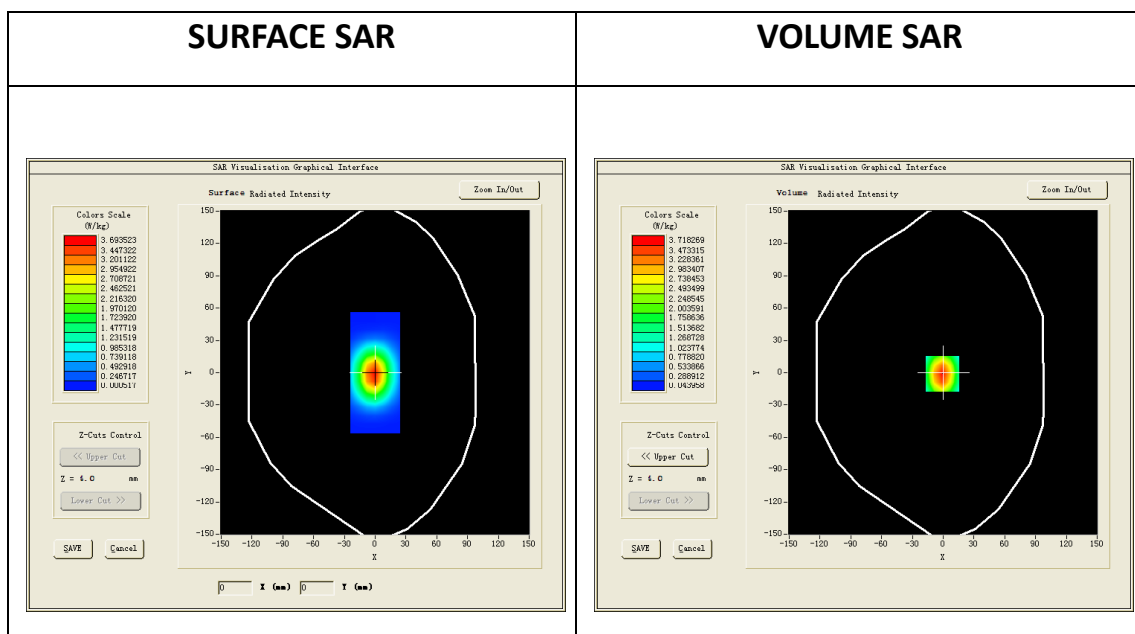 SURFACE SAR
VOLUME SAR
SAR Visualisation Graphical Interface
Surface Radiated Intensity
Zoom In/Out
Colors Scale
(W/kg)
3.693523
3.447322
3.201122
2.954922
2.708721
2.462521
2.216320
1.970120
1.723920
1.477719
1.231519
0.985318
0.739118
0.492918
0.246717
0.000517
Z-Cuts Control
<< Upper Cut
Z = 4.0 mm
Lower Cut >>
SAVE
Cancel
150
120
90
60
30
0
-30
-60
-90
-120
-150
Y
-150 -120 -90 -60 -30 0 30 60 90 120 150
X
0 X (mm) 0 Y (mm)
SAR Visualisation Graphical Interface
Volume Radiated Intensity
Zoom In/Out
Colors Scale
(W/kg)
3.718269
3.473315
3.228361
2.983407
2.738453
2.493499
2.248545
2.003591
1.758636
1.513682
1.268728
1.023774
0.778820
0.533866
0.288912
0.043958
Z-Cuts Control
<< Upper Cut
Z = 4.0 mm
Lower Cut >>
SAVE
Cancel
150
120
90
60
30
0
-30
-60
-90
-120
-150
Y
-150 -120 -90 -60 -30 0 30 60 90 120 150
X